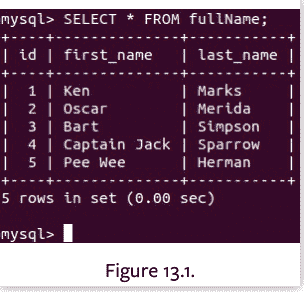 mysql> SELECT * FROM fullName;
+----+--------------+-----------+
| id | first_name   | last_name |
+----+--------------+-----------+
|  1 | Ken          | Marks     |
|  2 | Oscar        | Merida    |
|  3 | Bart         | Simpson   |
|  4 | Captain Jack | Sparrow   |
|  5 | Pee Wee      | Herman    |
+----+--------------+-----------+
5 rows in set (0.00 sec)
mysql>
Figure 13.1.